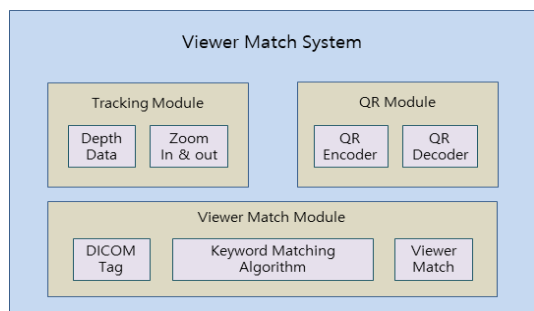 Viewer Match System
Tracking Module
Depth
Data
Zoom
In & out
QR Module
QR
Encoder
QR
Decoder
Viewer Match Module
DICOM
Tag
Keyword Matching
Algorithm
Viewer
Match